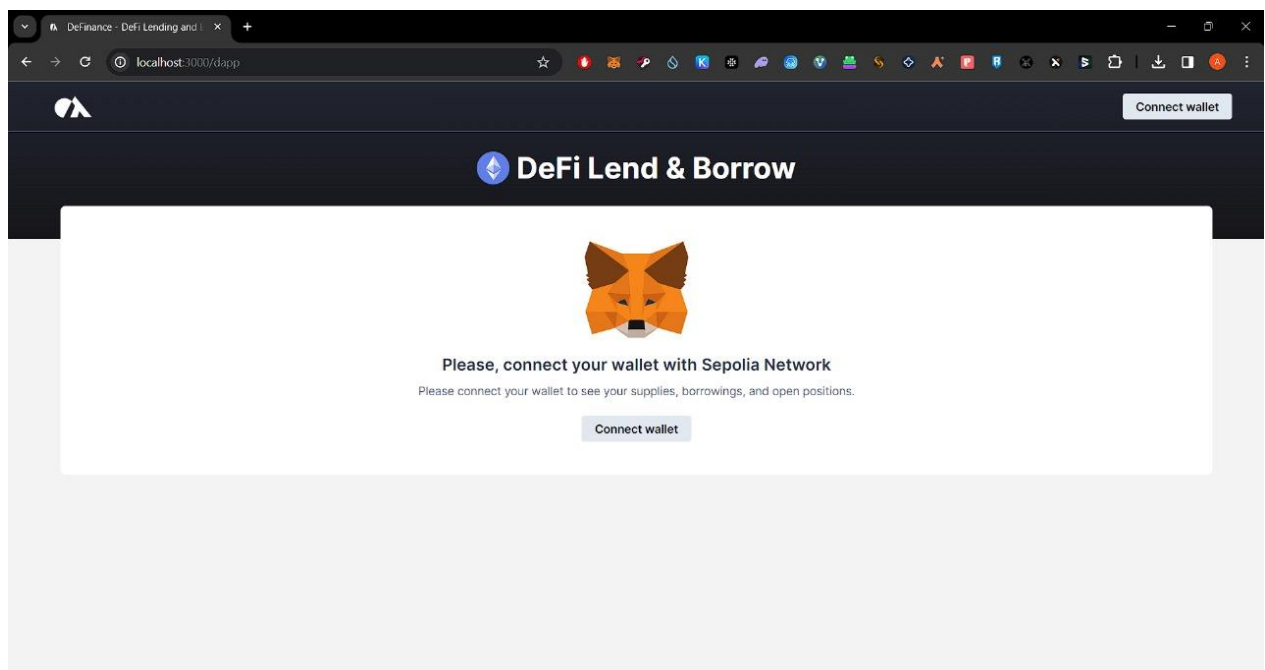 DeFinance - DeFi Lending and
localhost:3000/dapp
Connect wallet
DeFi Lend & Borrow
Please, connect your wallet with Sepolia Network
Please connect your wallet to see your supplies, borrowings, and open positions.
Connect wallet